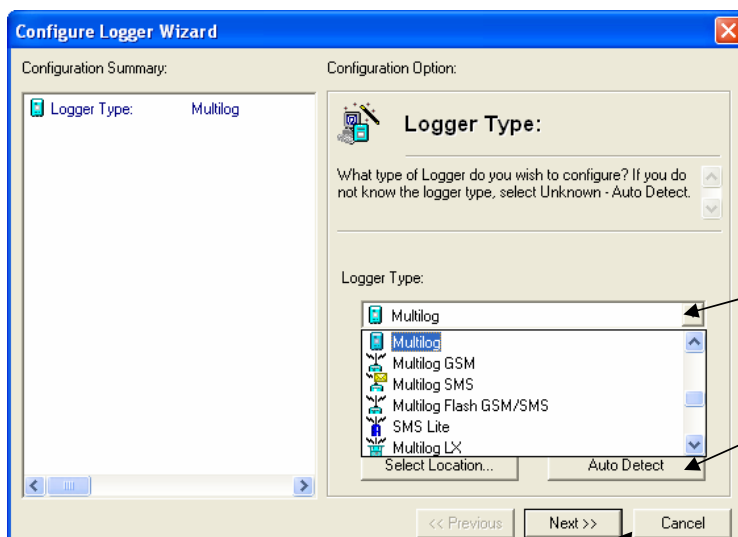 Configure Logger Wizard
Configuration Summary:
Logger Type: Multilog
Configuration Option:
Logger Type:
What type of Logger do you wish to configure? If you do
not know the logger type, select Unknown - Auto Detect.
Logger Type:
Multilog
Multilog
Multilog GSM
Multilog SMS
Multilog Flash GSM/SMS
SMS Lite
Multilog LX
Select Location...
Auto Detect
<< Previous
Next >>
Cancel